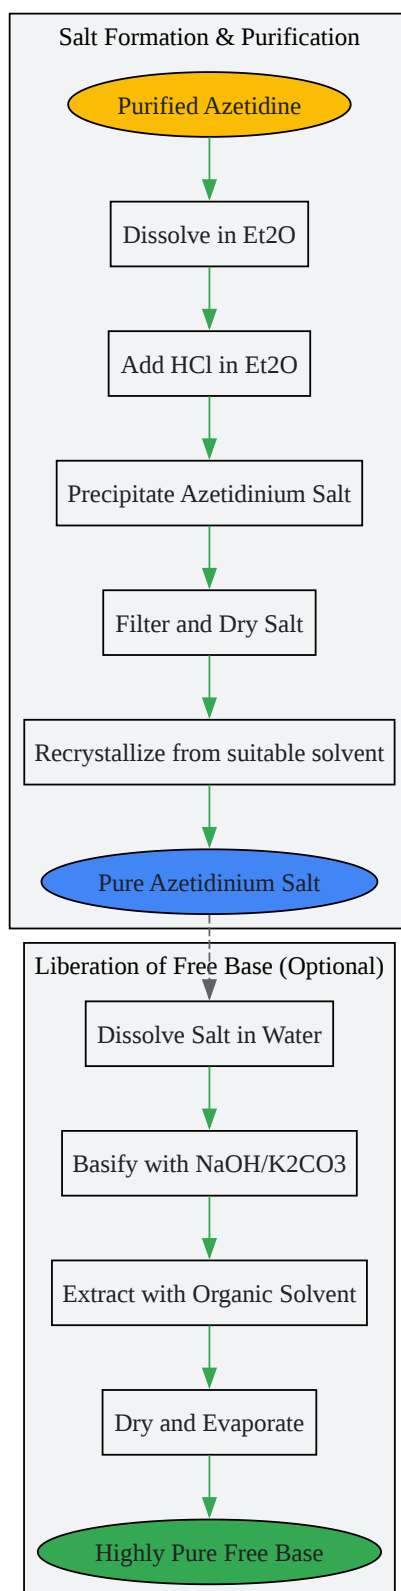 Salt Formation & Purification
Purified Azetidine
Dissolve in Et2O
Add HCl in Et2O
Precipitate Azetidinium Salt
Filter and Dry Salt
Recrystallize from suitable solvent
Pure Azetidinium Salt
Liberation of Free Base (Optional)
Dissolve Salt in Water
Basify with NaOH/K2CO3
Extract with Organic Solvent
Dry and Evaporate
Highly Pure Free Base